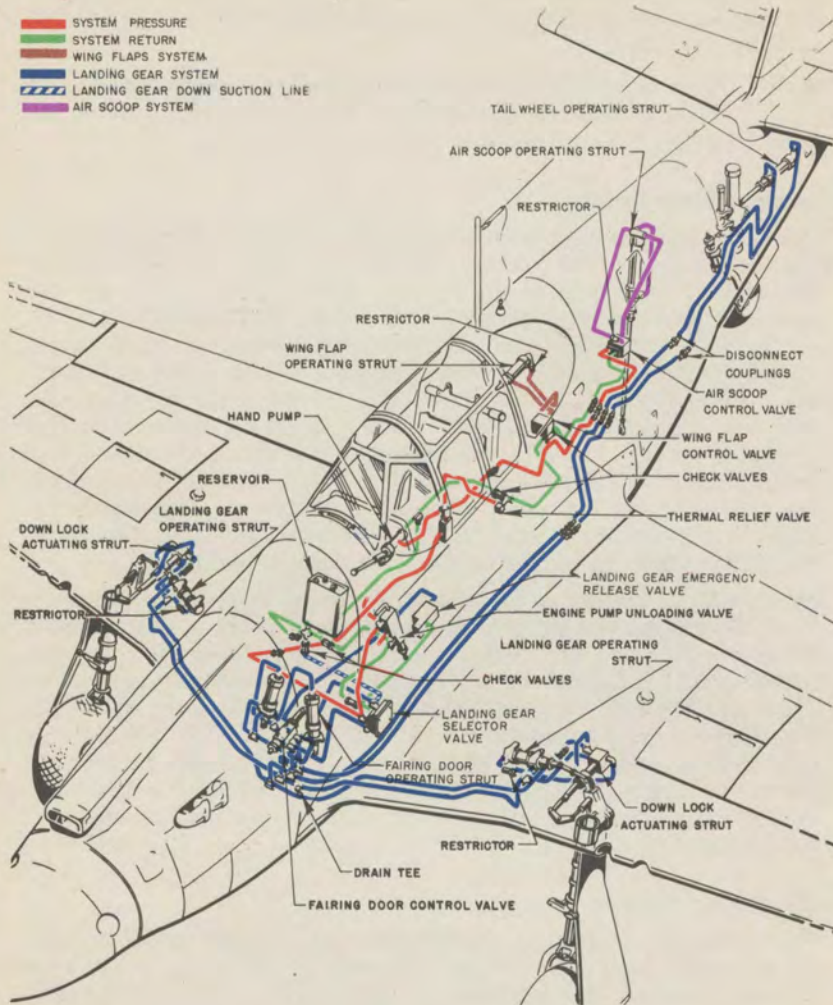 SYSTEM PRESSURE
SYSTEM RETURN
WING FLAPS SYSTEM
LANDING GEAR SYSTEM
LANDING GEAR DOWN SUCTION LINE
AIR SCOOP SYSTEM
TAIL WHEEL OPERATING STRUT
AIR SCOOP OPERATING STRUT
RESTRICTOR
RESTRICTOR
WING FLAP
OPERATING STRUT
DISCONNECT
COUPLINGS
AIR SCOOP
CONTROL VALVE
HAND PUMP
WING FLAP
CONTROL VALVE
RESERVOIR
CHECK VALVES
LANDING GEAR
OPERATING STRUT
THERMAL RELIEF VALVE
DOWN LOCK
ACTUATING STRUT
LANDING GEAR EMERGENCY
RELEASE VALVE
RESTRICTOR
ENGINE PUMP UNLOADING VALVE
LANDING GEAR OPERATING
STRUT
CHECK VALVES
LANDING GEAR
SELECTOR
VALVE
FAIRING DOOR
OPERATING STRUT
DOWN LOCK
ACTUATING STRUT
RESTRICTOR
DRAIN TEE
FAIRING DOOR CONTROL VALVE